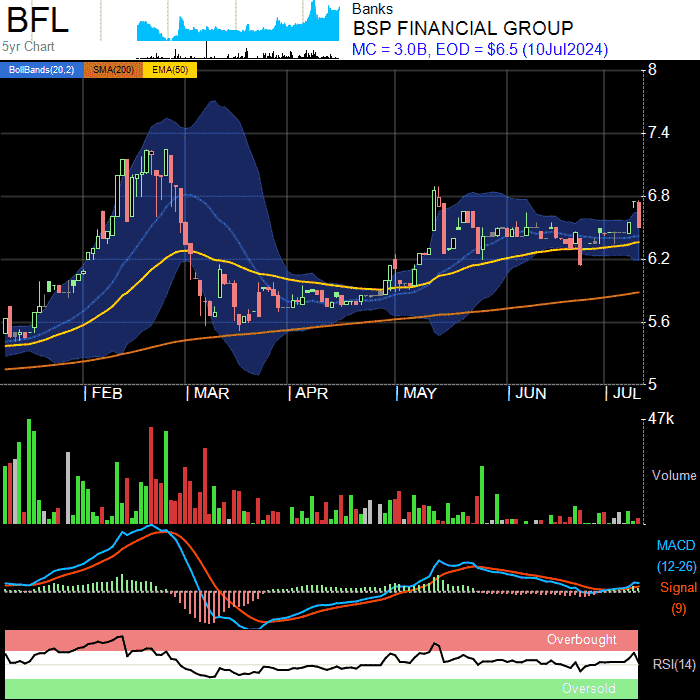 BFL
5yr Chart
Banks
BSP FINANCIAL GROUP
MC = 3.0B, EOD = $6.5 (10Jul2024)
BollBands(20,2) SMA(200) EMA(50)
8
7.4
6.8
6.2
5.6
5
| FEB | MAR | APR | MAY | JUN | JUL
47k
Volume
MACD
(12-26)
Signal
(9)
Overbought
RSI(14)
Oversold